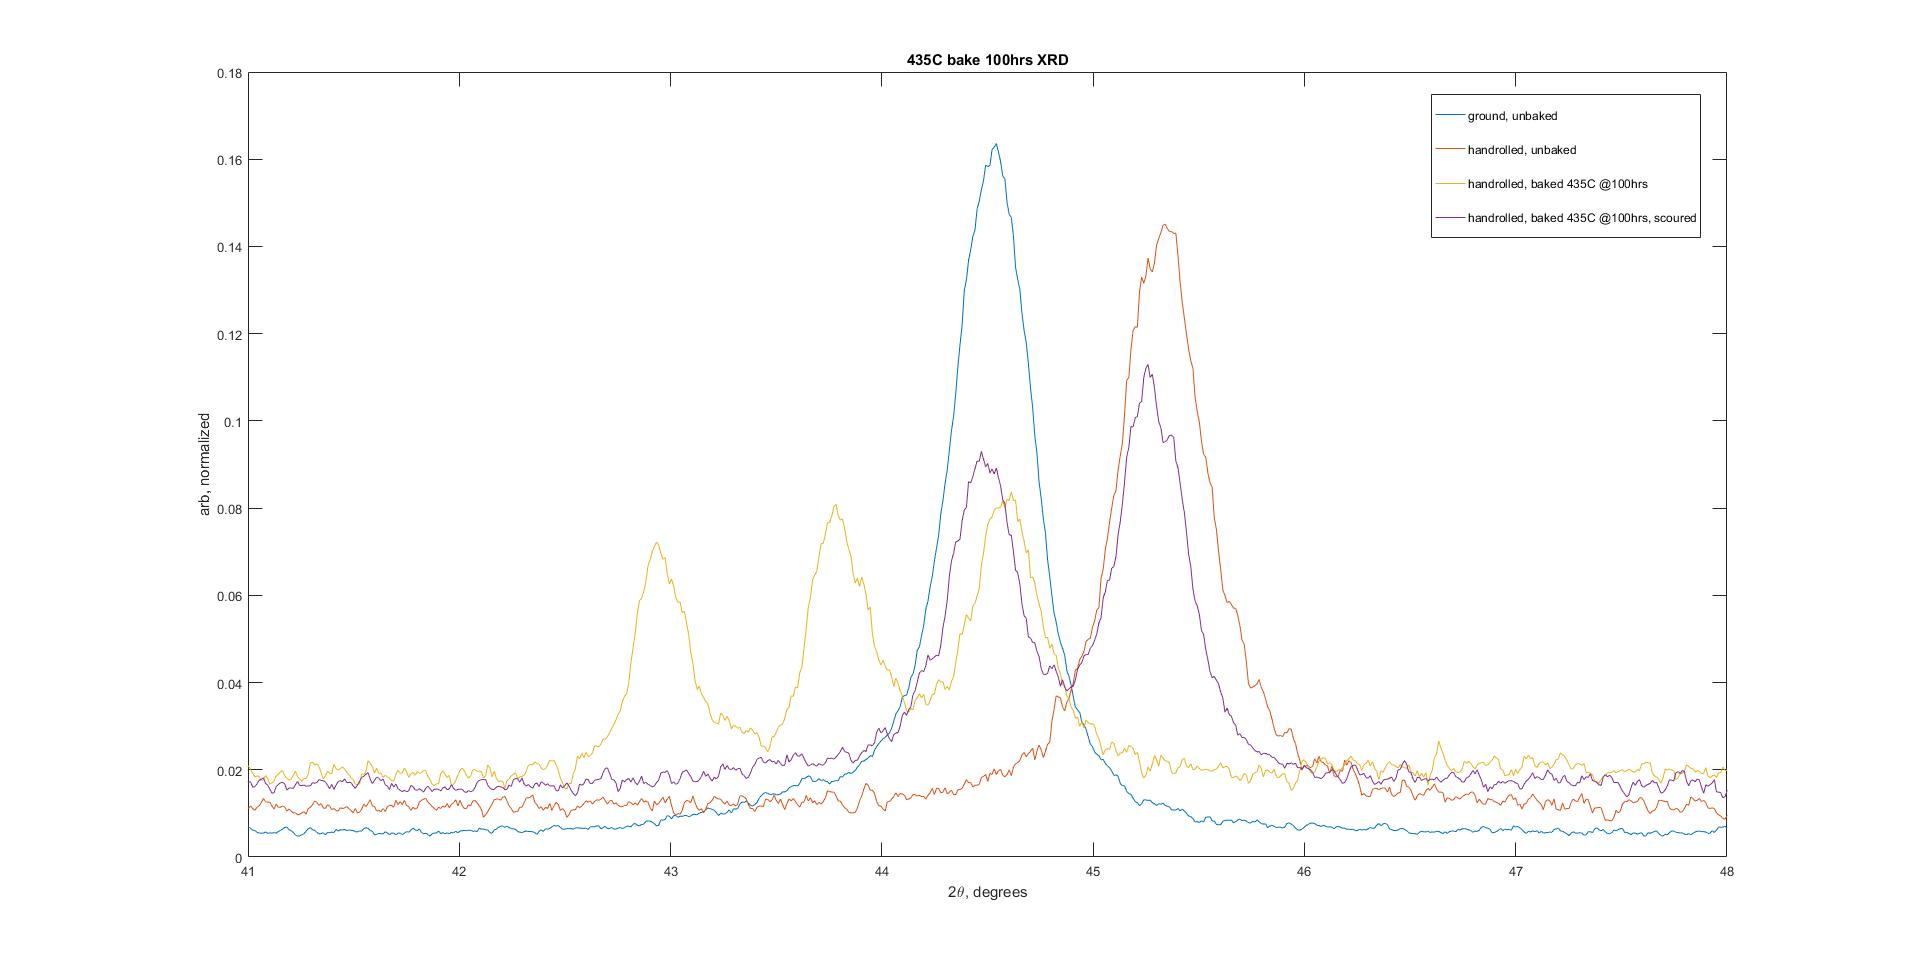 435C bake 100hrs XRD
0.18
0.16
0.14
0.12
0.1
0.08
0.06
0.04
0.02
0
arb, normalized
ground, unbaked
handrolled, unbaked
handrolled, baked 435C @100hrs
handrolled, baked 435C @100hrs, scoured
41 42 43 44 45 46 47 48
2θ, degrees